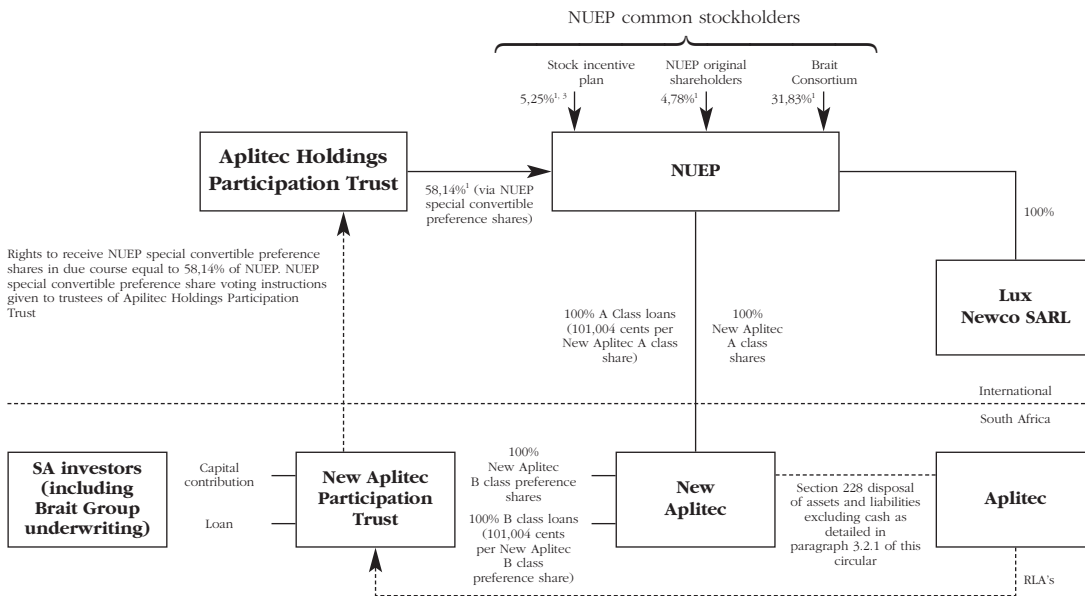 NUEP common stockholders
Stock incentive
plan
NUEP original
shareholders
Brait
Consortium
5,25%1, 3
4,78%1
31,83%1
Aplitec Holdings
Participation Trust
58,14%1 (via NUEP
special convertible
preference shares)
NUEP
100%
Rights to receive NUEP special convertible preference
shares in due course equal to 58,14% of NUEP. NUEP
special convertible preference share voting instructions
given to trustees of Apilitec Holdings Participation
Trust
100% A Class loans
(101,004 cents per
New Aplitec A class
share)
100%
New Aplitec
A class
shares
Lux
Newco SARL
International
South Africa
SA investors
(including
Brait Group
underwriting)
Capital
contribution
Loan
New Aplitec
Participation
Trust
100%
New Aplitec
B class preference
shares
100% B class loans
(101,004 cents
per New Aplitec
B class
preference share)
New
Aplitec
Section 228 disposal
of assets and liabilities
excluding cash as
detailed in
paragraph 3.2.1 of this
circular
Aplitec
RLA's